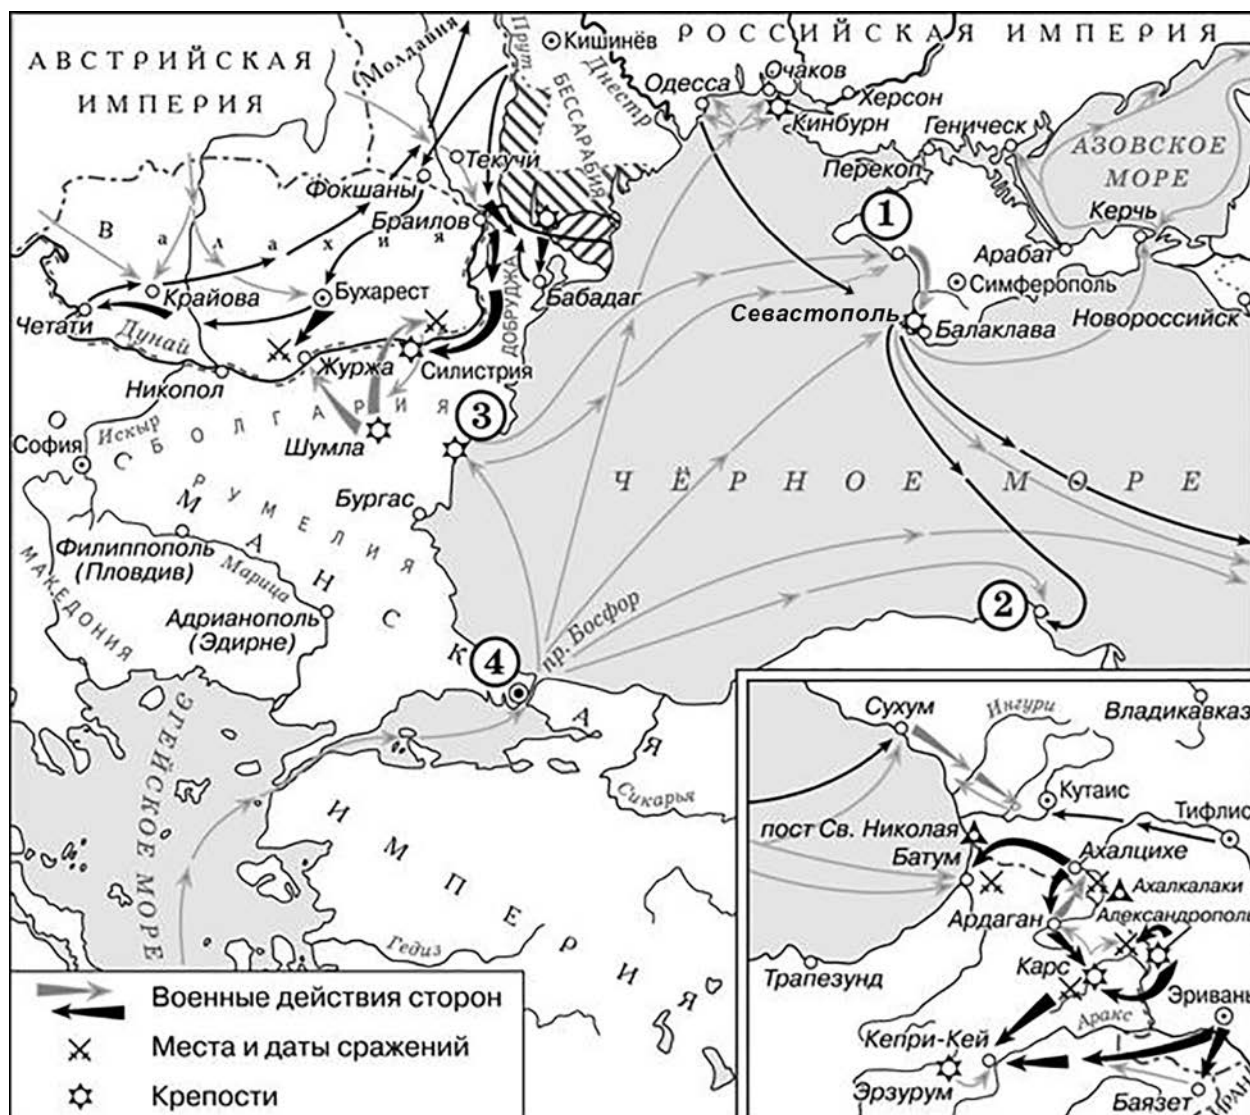 АВСТРИЙСКАЯ
ИМПЕРИЯ
РОССИЙСКАЯ ИМПЕРИЯ
Молдавия
Прут
Кишинёв
Днестр
БЕССАРАБИЯ
Одесса
Очаков
Херсон
Кинбурн
Геническ
Перекоп
АЗОВСКОЕ
МОРЕ
Керчь
Арабат
1
Симферополь
Севастополь
Балаклава
Новороссийск
Текучи
Фокшаны
Браилов
Валахия
Крайова
Бухарест
Четати
Дунай
Журжа
Никопол
Силистрия
ДОБРУДЖА
Бабадаг
БОЛГАРИЯ
Шумла
3
София
Искыр
РУМЕЛИЯ
Бургас
ЧЁРНОЕ МОРЕ
Филиппополь
(Пловдив)
Марица
МАКЕДОНИЯ
Адрианополь
(Эдирне)
2
пр. Босфор
4
СМАНСКАЯ
ИМПЕРИЯ
ЭГЕЙСКОЕ МОРЕ
Сикарья
Гедиз
Сухум
Ингури
Владикавказ
Кутаис
Тифлис
пост Св. Николая
Батум
Ахалцихе
Ахалкалаки
Ардаган
Александрополь
Карс
Трапезунд
Эривань
Аракс
Кепри-Кей
Эрзурум
Баязет
ИРАН
Военные действия сторон
Места и даты сражений
Крепости